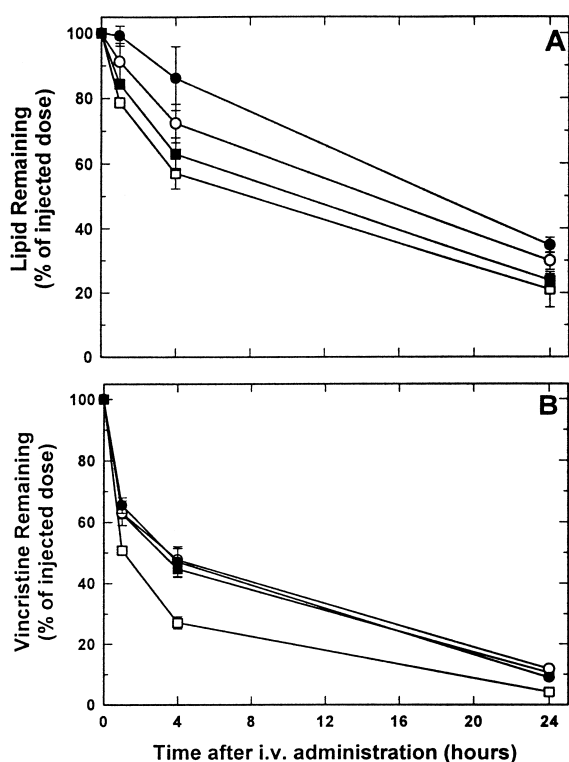 A
Lipid Remaining
(% of injected dose)
100
80
60
40
20
0
B
Vincristine Remaining
(% of injected dose)
100
80
60
40
20
0
0 4 8 12 16 20 24
Time after i.v. administration (hours)